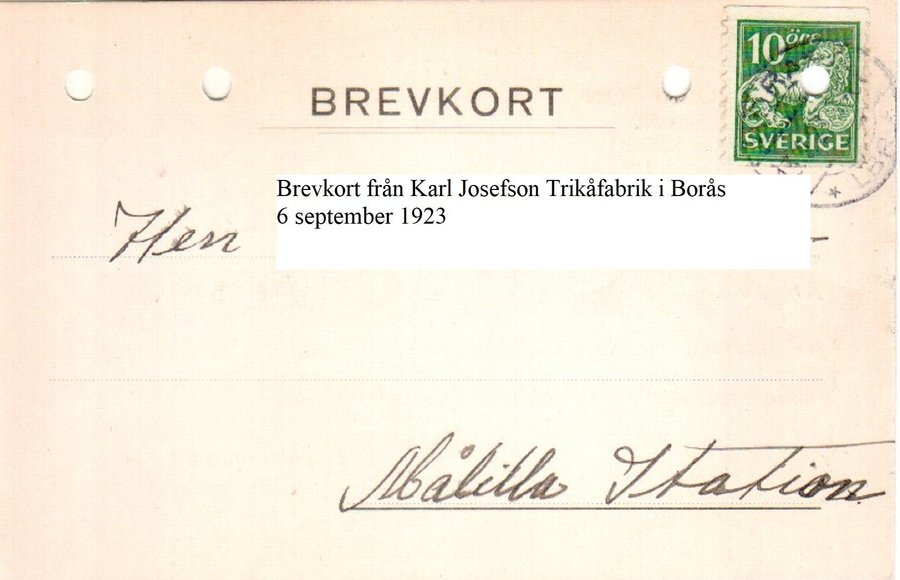 10 öre
SVERIGE
BREVKORT
Brevkort från Karl Josefson Trikåfabrik i Borås
6 september 1923
Herr
Målilla Station